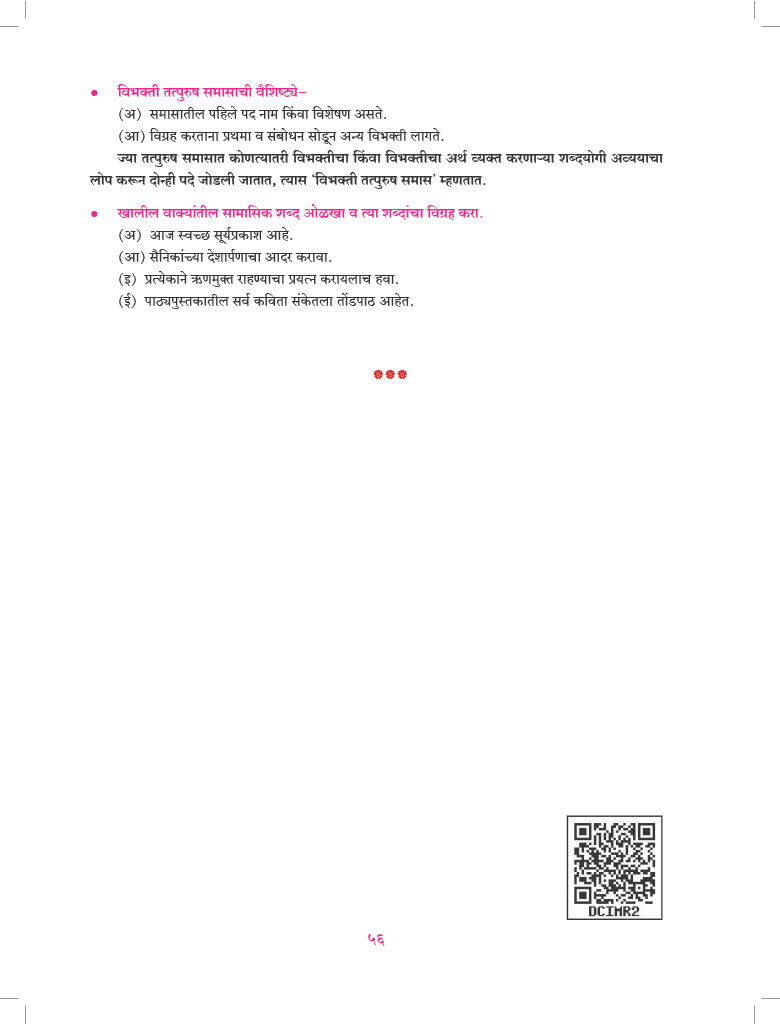 ● विभक्ती तत्पुरुष समासाची वैशिष्ट्ये–
(अ) समासातील पहिले पद नाम किंवा विशेषण असते.
(आ) विग्रह करताना प्रथमा व संबोधन सोडून अन्य विभक्ती लागते.
ज्या तत्पुरुष समासात कोणत्यातरी विभक्तीचा किंवा विभक्तीचा अर्थ व्यक्त करणाऱ्या शब्दयोगी अव्ययाचा
लोप करून दोन्ही पदे जोडली जातात, त्यास ‘विभक्ती तत्पुरुष समास’ म्हणतात.
● खालील वाक्यांतील सामासिक शब्द ओळखा व त्या शब्दांचा विग्रह करा.
(अ) आज स्वच्छ सूर्यप्रकाश आहे.
(आ) सैनिकांच्या देशार्पणाचा आदर करावा.
(इ) प्रत्येकाने ऋणमुक्त राहण्याचा प्रयत्न करायलाच हवा.
(ई) पाठ्यपुस्तकातील सर्व कविता संकेतला तोंडपाठ आहेत.
DCIMR2
५६